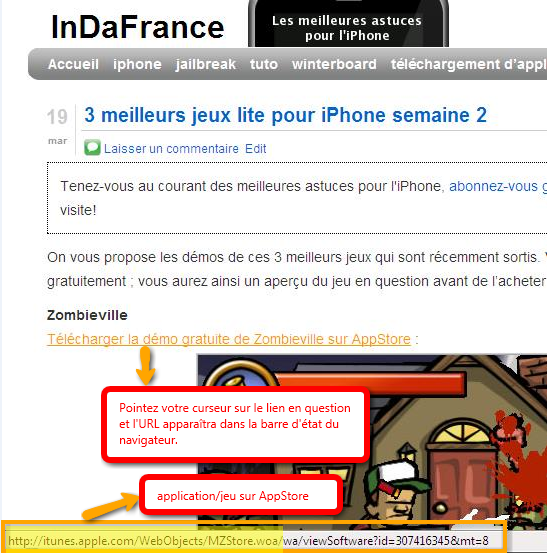 InDaFrance
Les meilleures astuces
pour l'iPhone
Accueil iphone jailbreak tuto winterboard téléchargement d'appl
19
mar
3 meilleurs jeux lite pour iPhone semaine 2
Laisser un commentaire Edit
Tenez-vous au courant des meilleures astuces pour l'iPhone, abonnez-vous g
visite!
On vous propose les démos de ces 3 meilleurs jeux qui sont récemment sortis. V
gratuitement ; vous aurez ainsi un aperçu du jeu en question avant de l'acheter
Zombieville
Télécharger la démo gratuite de Zombieville sur AppStore :
Pointez votre curseur sur le lien en question
et l'URL apparaîtra dans la barre d'état du
navigateur.
application/jeu sur AppStore
http://itunes.apple.com/WebObjects/MZStore.woa/wa/viewSoftware?id=307416345&mt=8